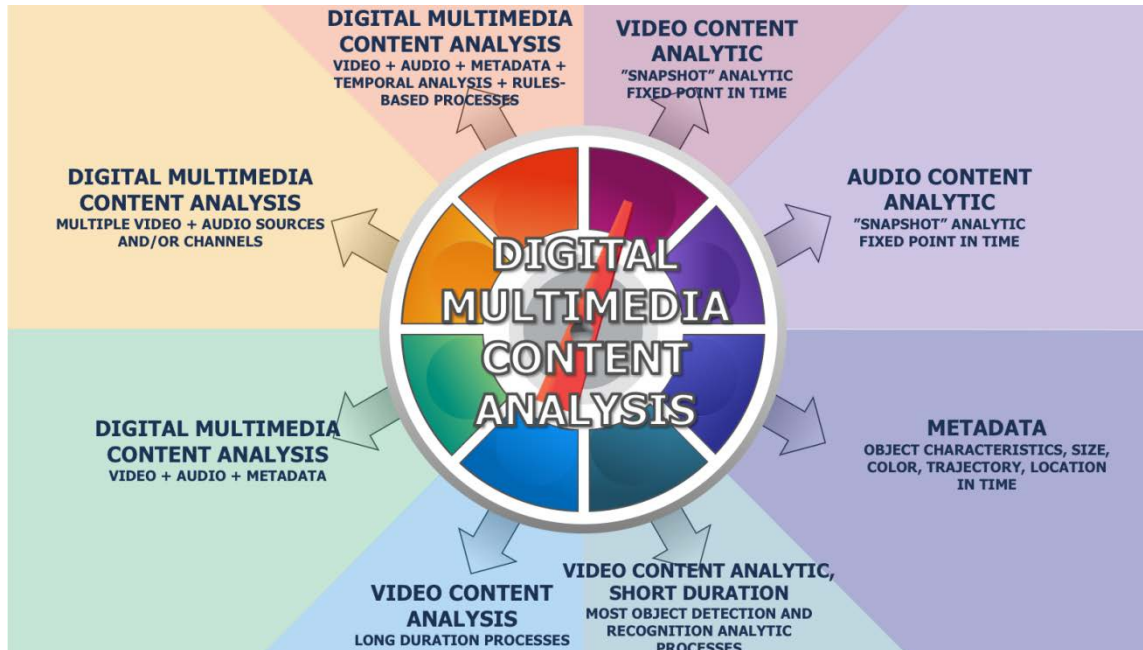 DIGITAL MULTIMEDIA
CONTENT ANALYSIS
VIDEO + AUDIO + METADATA +
TEMPORAL ANALYSIS + RULES-
BASED PROCESSES
VIDEO CONTENT
ANALYTIC
”SNAPSHOT” ANALYTIC
FIXED POINT IN TIME
DIGITAL MULTIMEDIA
CONTENT ANALYSIS
MULTIPLE VIDEO + AUDIO SOURCES
AND/OR CHANNELS
AUDIO CONTENT
ANALYTIC
”SNAPSHOT” ANALYTIC
FIXED POINT IN TIME
DIGITAL
MULTIMEDIA
CONTENT
ANALYSIS
DIGITAL MULTIMEDIA
CONTENT ANALYSIS
VIDEO + AUDIO + METADATA
METADATA
OBJECT CHARACTERISTICS, SIZE,
COLOR, TRAJECTORY, LOCATION
IN TIME
VIDEO CONTENT
ANALYSIS
LONG DURATION PROCESSES
VIDEO CONTENT ANALYTIC,
SHORT DURATION
MOST OBJECT DETECTION AND
RECOGNITION ANALYTIC
PROCESSES